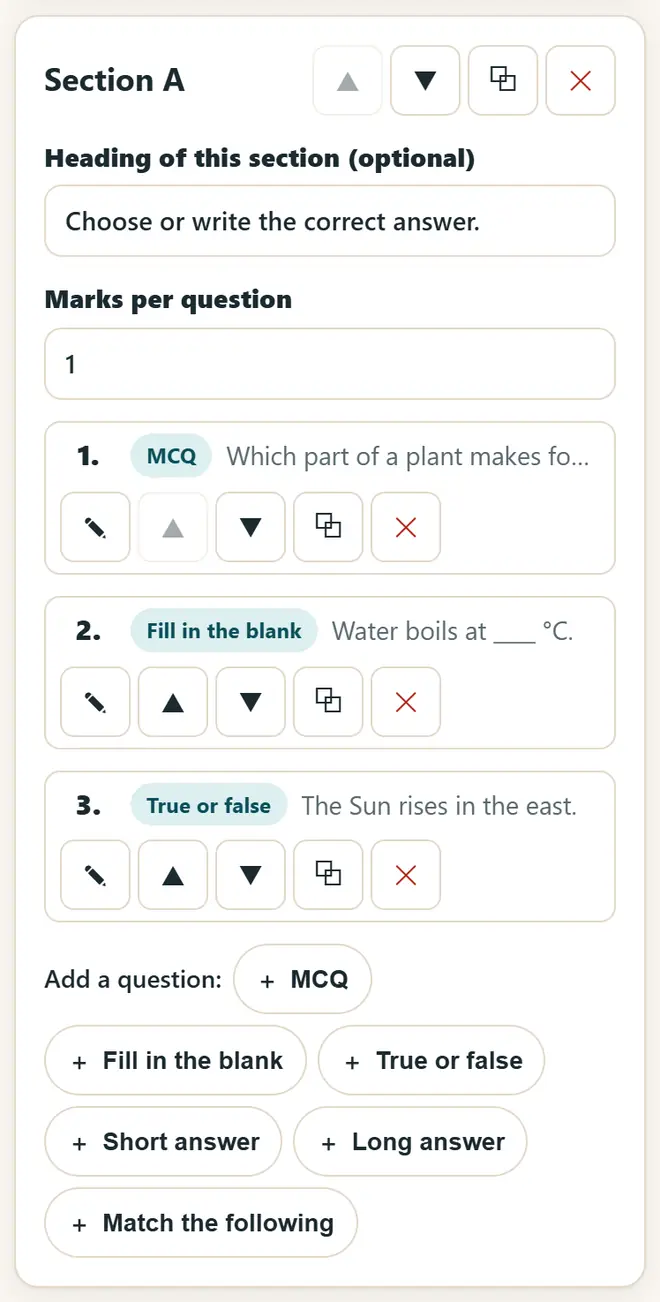 Section A
Heading of this section (optional)
Choose or write the correct answer.
Marks per question
1
1. MCQ Which part of a plant makes fo...
2. Fill in the blank Water boils at ____ °C.
3. True or false The Sun rises in the east.
Add a question: + MCQ
+ Fill in the blank + True or false
+ Short answer + Long answer
+ Match the following